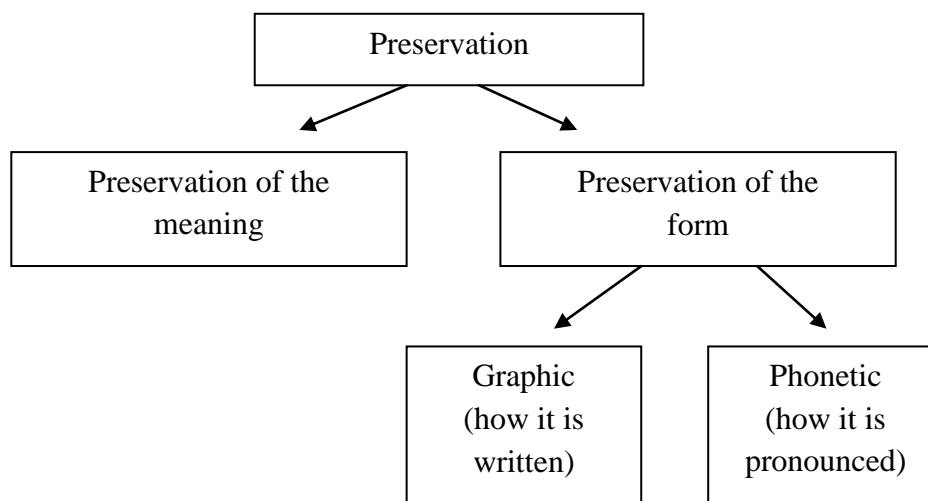 Preservation
Preservation of the
meaning
Preservation of the
form
Graphic
(how it is
written)
Phonetic
(how it is
pronounced)